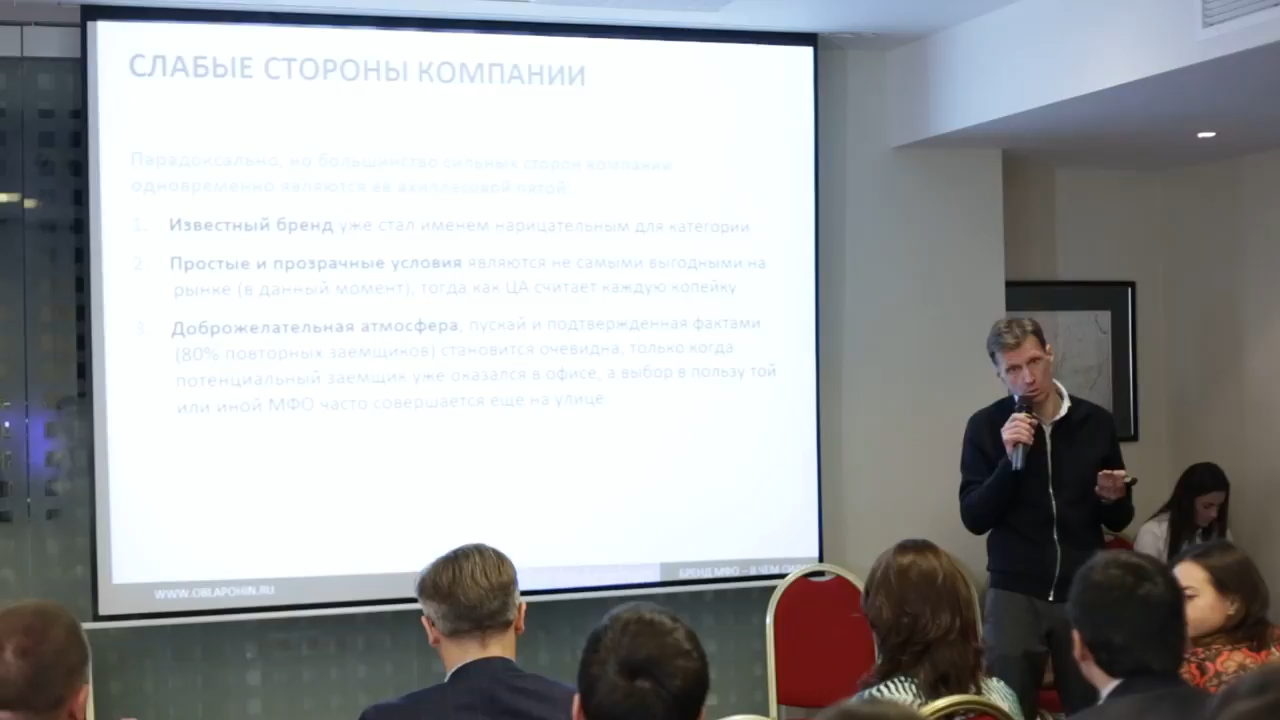 СЛАБЫЕ СТОРОНЫ КОМПАНИИ
Парадоксально, но большинство сильных сторон компании
одновременно являются ее ахиллесовой пятой:
1. Известный бренд уже стал именем нарицательным для категории
2. Простые и прозрачные условия являются не самыми выгодными на
рынке (в данный момент), тогда как ЦА считает каждую копейку
3. Доброжелательная атмосфера, пускай и подтвержденная фактами
(80% повторных заемщиков) становится очевидна, только когда
потенциальный заемщик уже оказался в офисе, а выбор в пользу той
или иной МФО часто совершается еще на улице
WWW.OBLAPOHIN.RU
БРЕНД МФО – В ЧЕМ